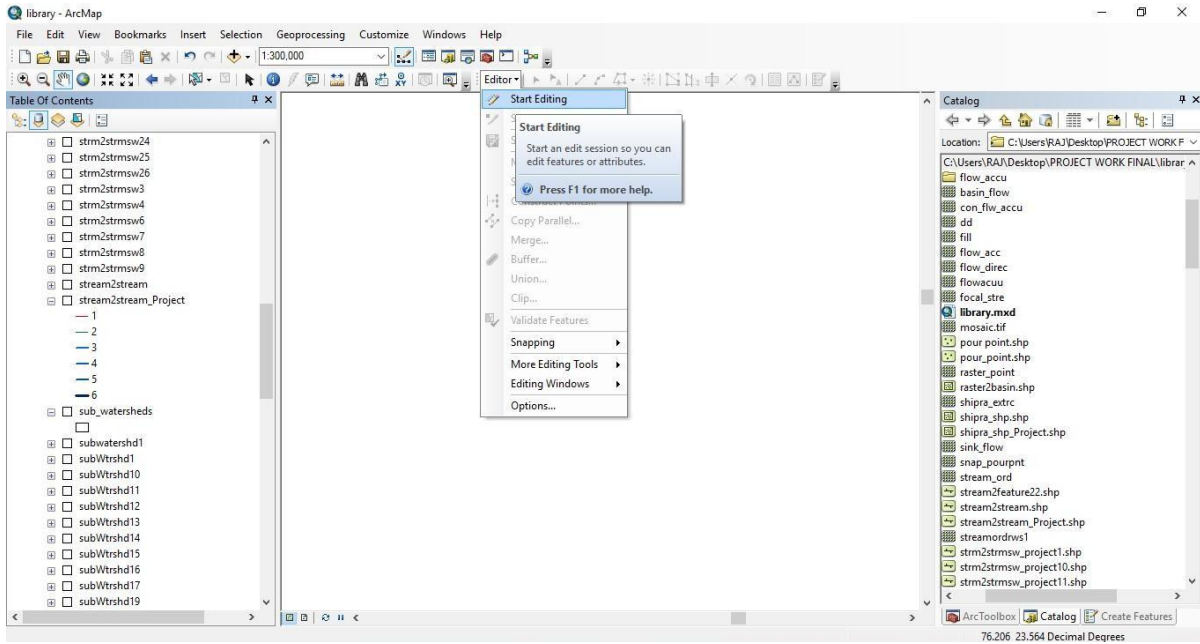 library - ArcMap
File Edit View Bookmarks Insert Selection Geoprocessing Customize Windows Help
1:300,000
Editor
Table Of Contents
strm2strmsw24
strm2strmsw25
strm2strmsw26
strm2strmsw3
strm2strmsw4
strm2strmsw6
strm2strmsw7
strm2strmsw8
strm2strmsw9
stream2stream
stream2stream_Project
1
2
3
4
5
6
sub_watersheds
subwatershd1
subWtrshd1
subWtrshd10
subWtrshd11
subWtrshd12
subWtrshd13
subWtrshd14
subWtrshd15
subWtrshd16
subWtrshd17
subWtrshd19
Start Editing
Start Editing
Start an edit session so you can
edit features or attributes.
Press F1 for more help.
Copy Parallel...
Merge...
Buffer...
Union...
Clip...
Validate Features
Snapping
More Editing Tools
Editing Windows
Options...
Catalog
Location: C:\Users\RAJ\Desktop\PROJECT WORK F
C:\Users\RAJ\Desktop\PROJECT WORK FINAL\librar
flow_accu
basin_flow
con_flw_accu
dd
fill
flow_acc
flow_direc
flowacuu
focal_stre
library.mxd
mosaic.tif
pour point.shp
pour_point.shp
raster_point
raster2basin.shp
shipra_extrc
shipra_shp.shp
shipra_shp_Project.shp
sink_flow
snap_pourpnt
stream_ord
stream2feature22.shp
stream2stream.shp
stream2stream_Project.shp
streamordrws1
strm2strmsw_project1.shp
strm2strmsw_project10.shp
strm2strmsw_project11.shp
ArcToolbox Catalog Create Features
76.206 23.564 Decimal Degrees